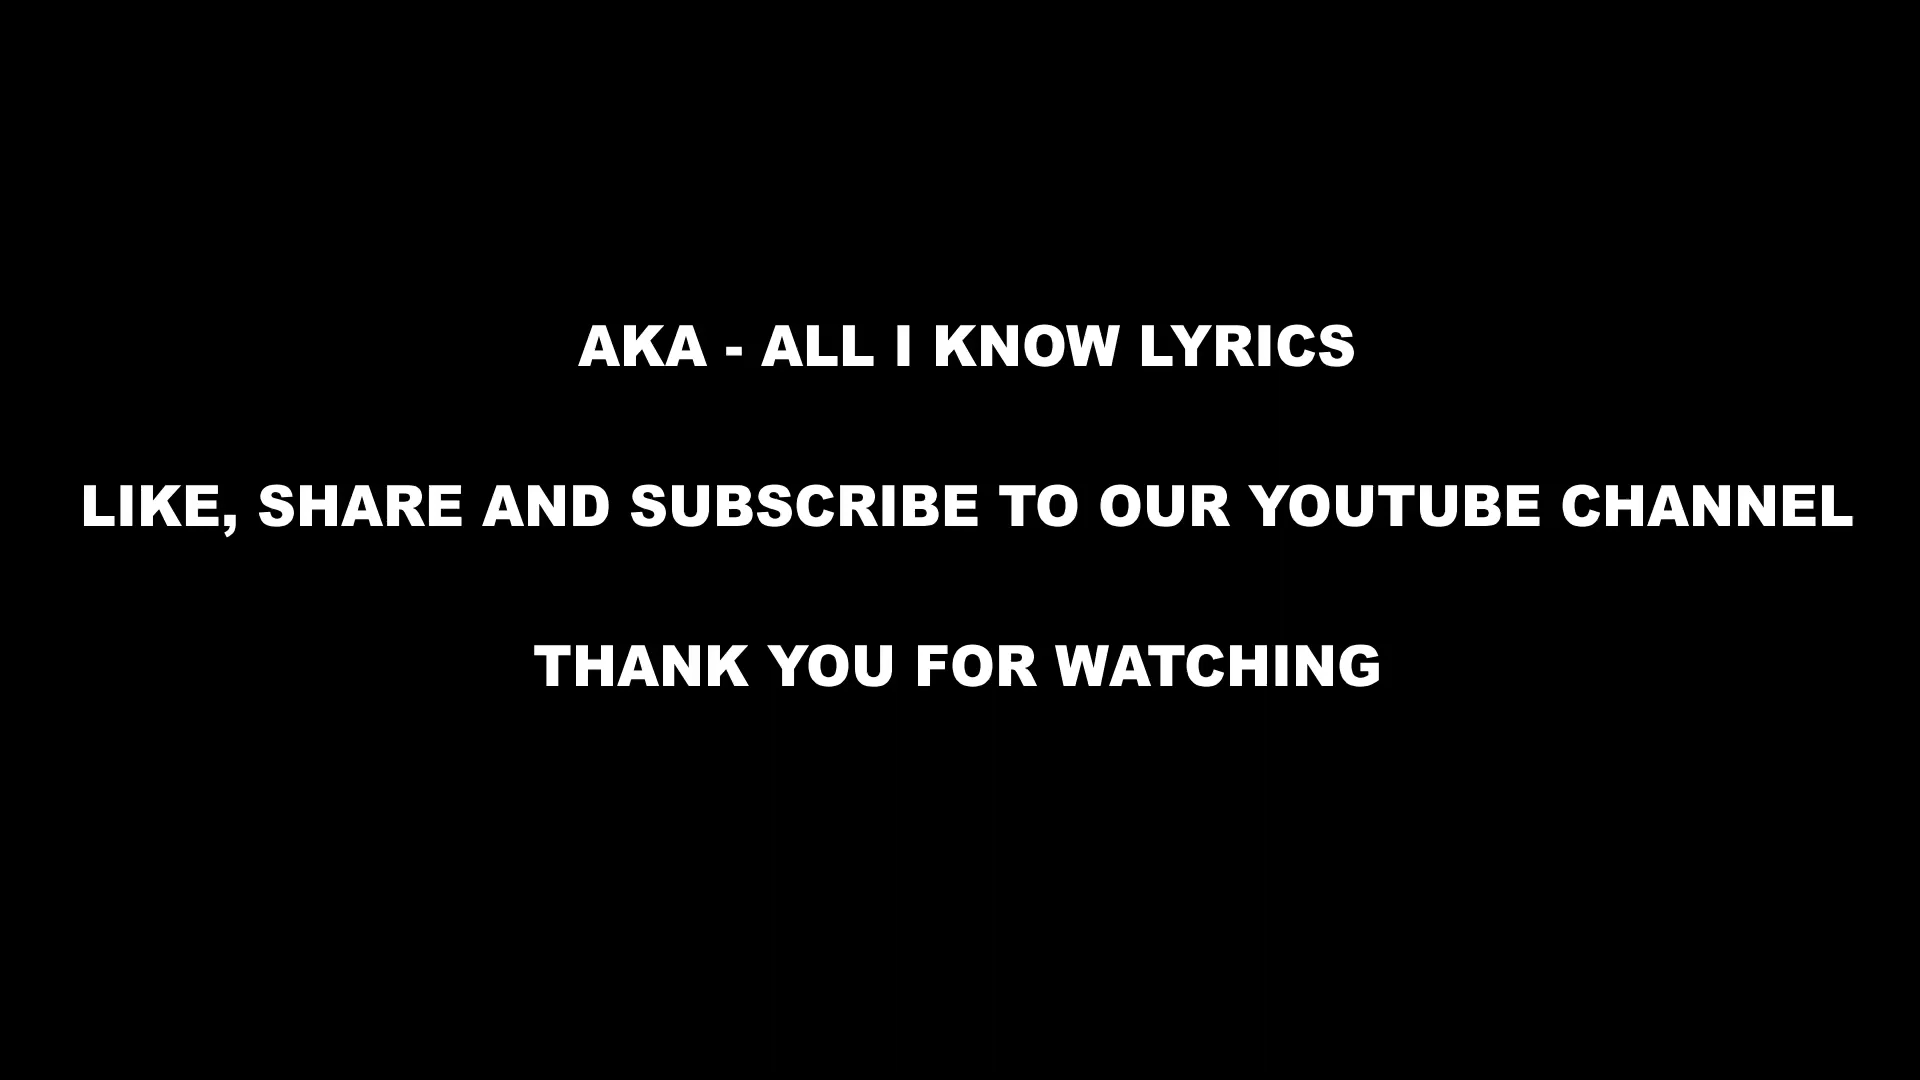 AKA - ALL I KNOW LYRICS
LIKE, SHARE AND SUBSCRIBE TO OUR YOUTUBE CHANNEL
THANK YOU FOR WATCHING